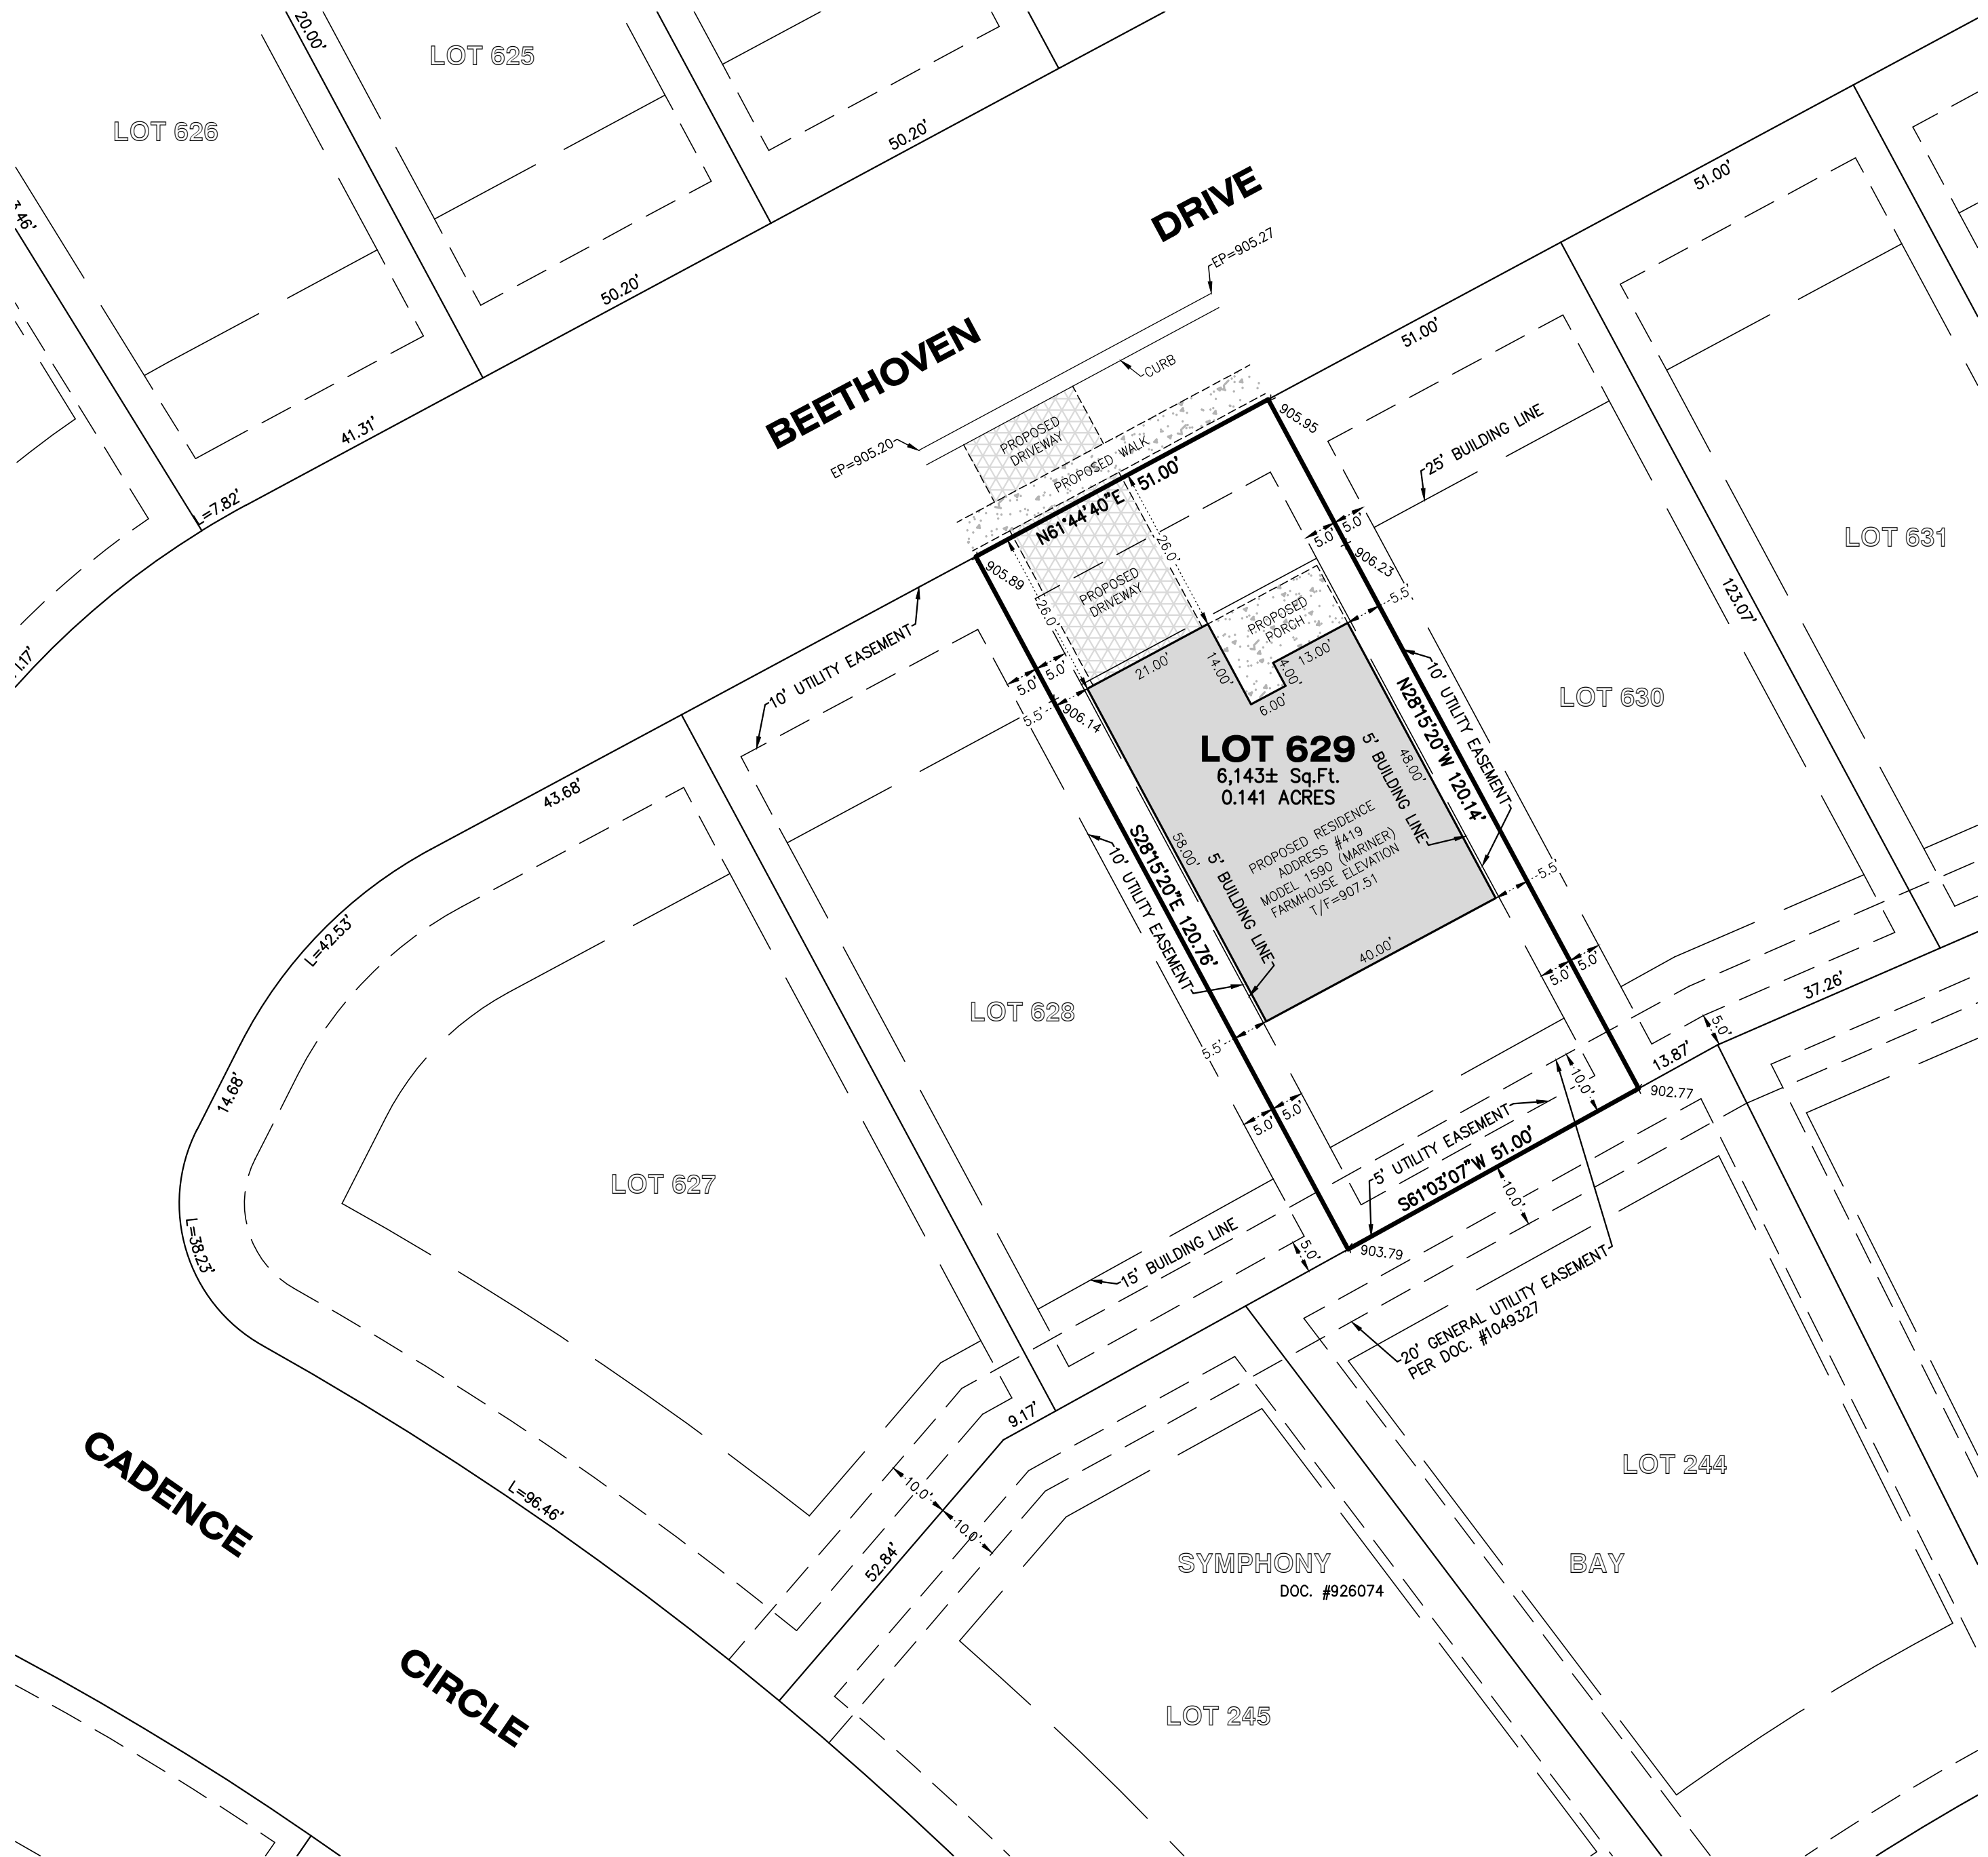 20.00'
LOT 625
LOT 626
50.20'
51.00'
DRIVE
EP=905.27
50.20'
51.00'
BEETHOVEN
CURB
41.31'
PROPOSED
DRIVEWAY
EP=905.20
PROPOSED WALK
905.95
25' BUILDING LINE
L=7.82'
N61°44'40"E 51.00'
5.0'
5.0'
LOT 631
26.0'
906.23
905.89
PROPOSED
DRIVEWAY
26.0'
5.5'
123.07'
PROPOSED
PORCH
10' UTILITY EASEMENT
5.0'
5.0'
21.00'
14.00'
4.00'
13.00'
6.00'
5.5'
906.14
10' UTILITY EASEMENT
LOT 630
N28°15'20"W 120.14'
LOT 629
6,143± Sq.Ft.
0.141 ACRES
5' BUILDING LINE
48.00'
43.68'
PROPOSED RESIDENCE
ADDRESS #419
MODEL 1590 (MARINER)
FARMHOUSE ELEVATION
T/F=907.51
58.00'
5' BUILDING LINE
S28°15'20"E 120.76'
10' UTILITY EASEMENT
5.5'
40.00'
L=42.53'
5.0'
5.0'
37.26'
LOT 628
5.5'
5.0'
13.87'
14.68'
10.0'
902.77
5.0'
5.0'
5' UTILITY EASEMENT
S61°03'07"W 51.00'
LOT 627
10.0'
L=38.23'
15' BUILDING LINE
5.0'
903.79
20' GENERAL UTILITY EASEMENT
PER DOC. #1049327
9.17'
CADENCE
LOT 244
L=96.46'
10.0'
10.0'
52.84'
SYMPHONY
BAY
DOC. #926074
CIRCLE
LOT 245